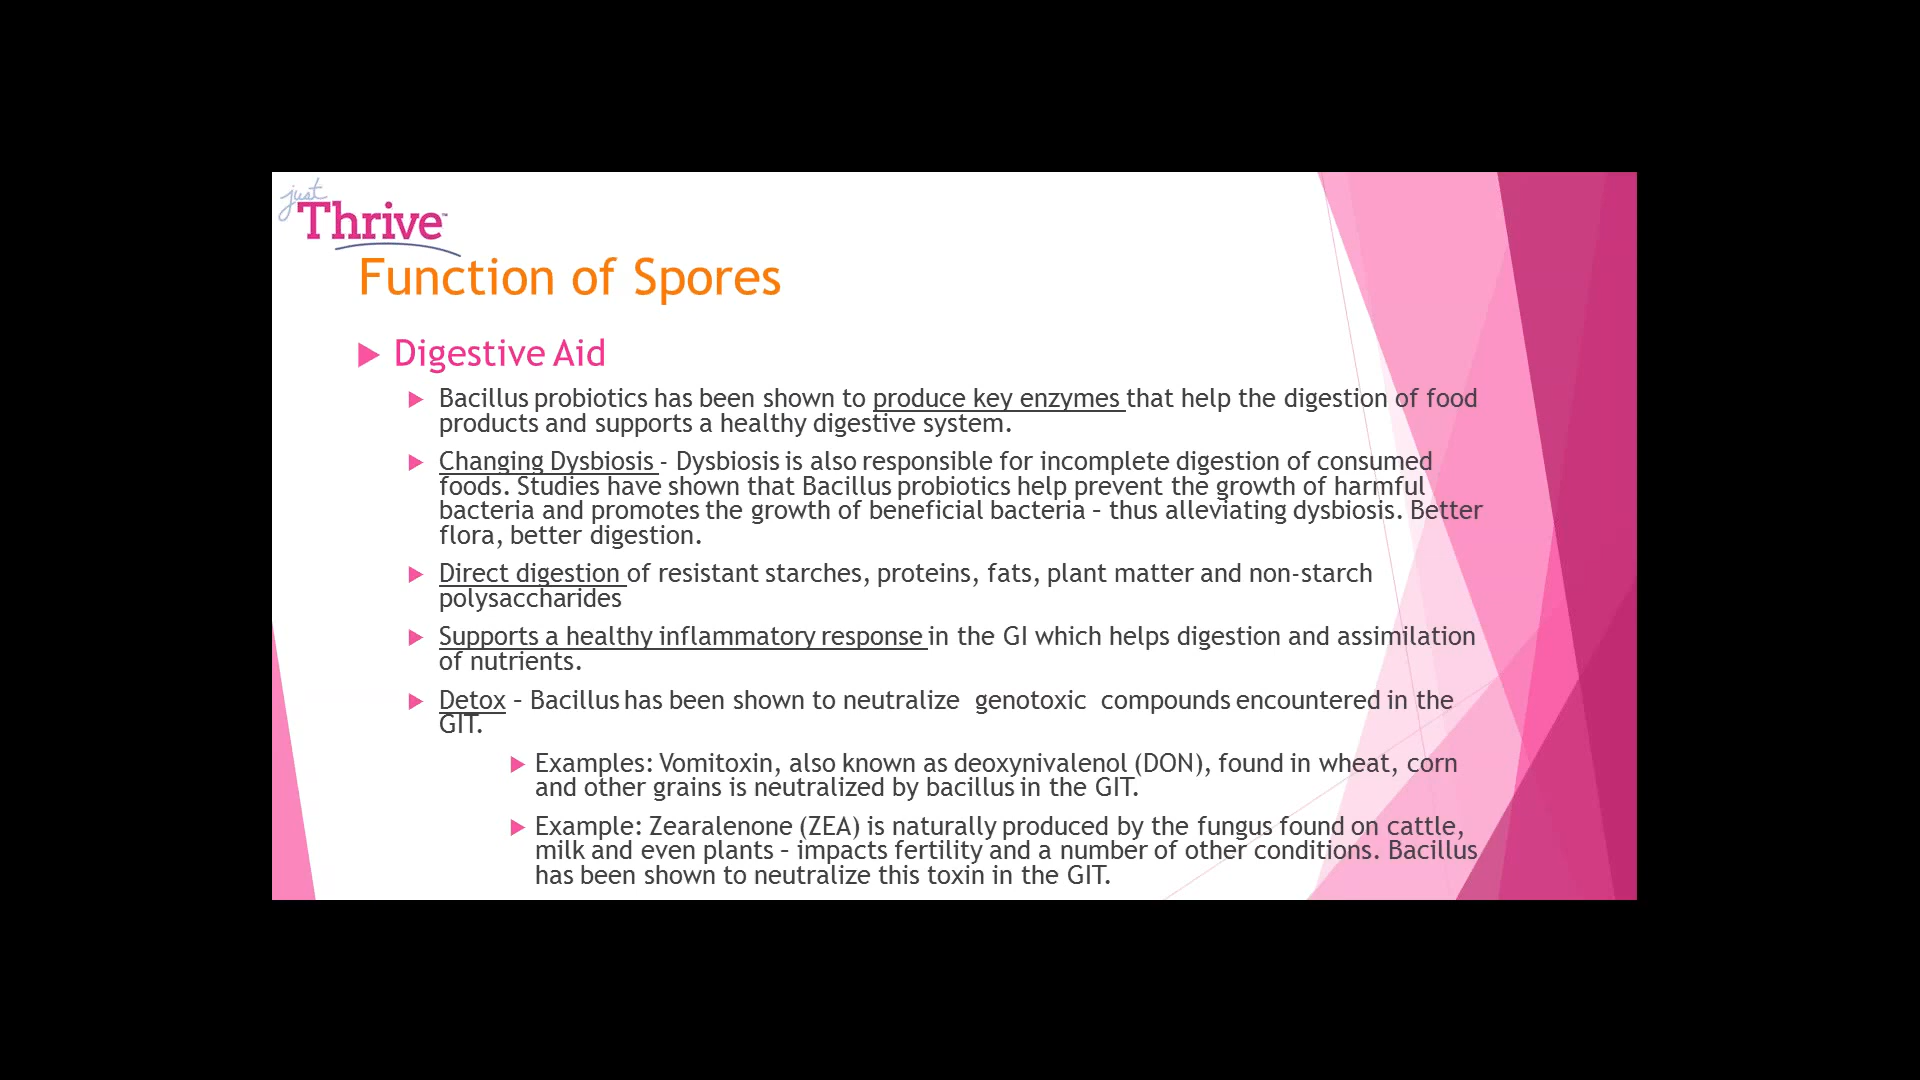 just
Thrive™
Function of Spores
Digestive Aid
Bacillus probiotics has been shown to produce key enzymes that help the digestion of food
products and supports a healthy digestive system.
Changing Dysbiosis - Dysbiosis is also responsible for incomplete digestion of consumed
foods. Studies have shown that Bacillus probiotics help prevent the growth of harmful
bacteria and promotes the growth of beneficial bacteria – thus alleviating dysbiosis. Better
flora, better digestion.
Direct digestion of resistant starches, proteins, fats, plant matter and non-starch
polysaccharides
Supports a healthy inflammatory response in the GI which helps digestion and assimilation
of nutrients.
Detox – Bacillus has been shown to neutralize genotoxic compounds encountered in the
GIT.
Examples: Vomitoxin, also known as deoxynivalenol (DON), found in wheat, corn
and other grains is neutralized by bacillus in the GIT.
Example: Zearalenone (ZEA) is naturally produced by the fungus found on cattle,
milk and even plants – impacts fertility and a number of other conditions. Bacillus
has been shown to neutralize this toxin in the GIT.